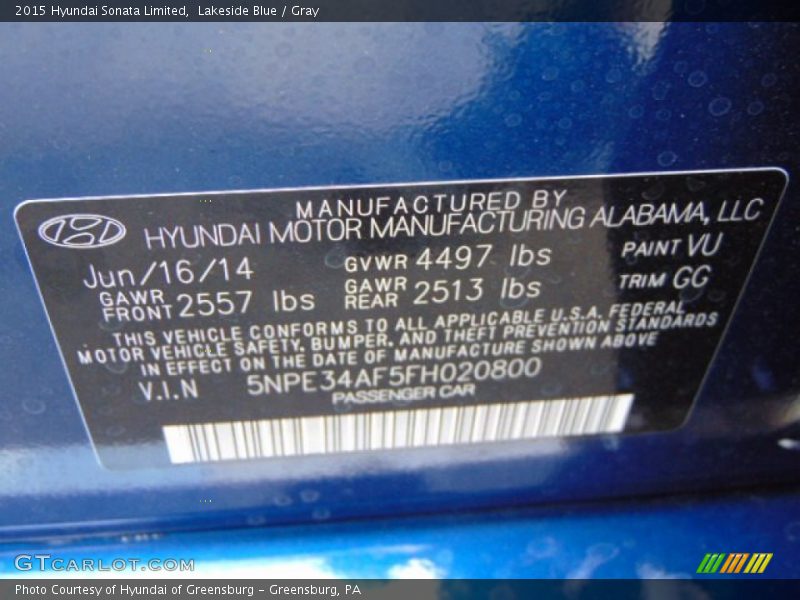 2015 Hyundai Sonata Limited, Lakeside Blue / Gray
MANUFACTURED BY
HYUNDAI MOTOR MANUFACTURING ALABAMA, LLC
Jun/16/14 GVWR 4497 lbs PAINT VU
GAWR FRONT 2557 lbs GAWR REAR 2513 lbs TRIM GG
THIS VEHICLE CONFORMS TO ALL APPLICABLE U.S.A. FEDERAL
MOTOR VEHICLE SAFETY, BUMPER, AND THEFT PREVENTION STANDARDS
IN EFFECT ON THE DATE OF MANUFACTURE SHOWN ABOVE
V.I.N 5NPE34AF5FH020800
PASSENGER CAR
GTCARLOT.COM
Photo Courtesy of Hyundai of Greensburg - Greensburg, PA